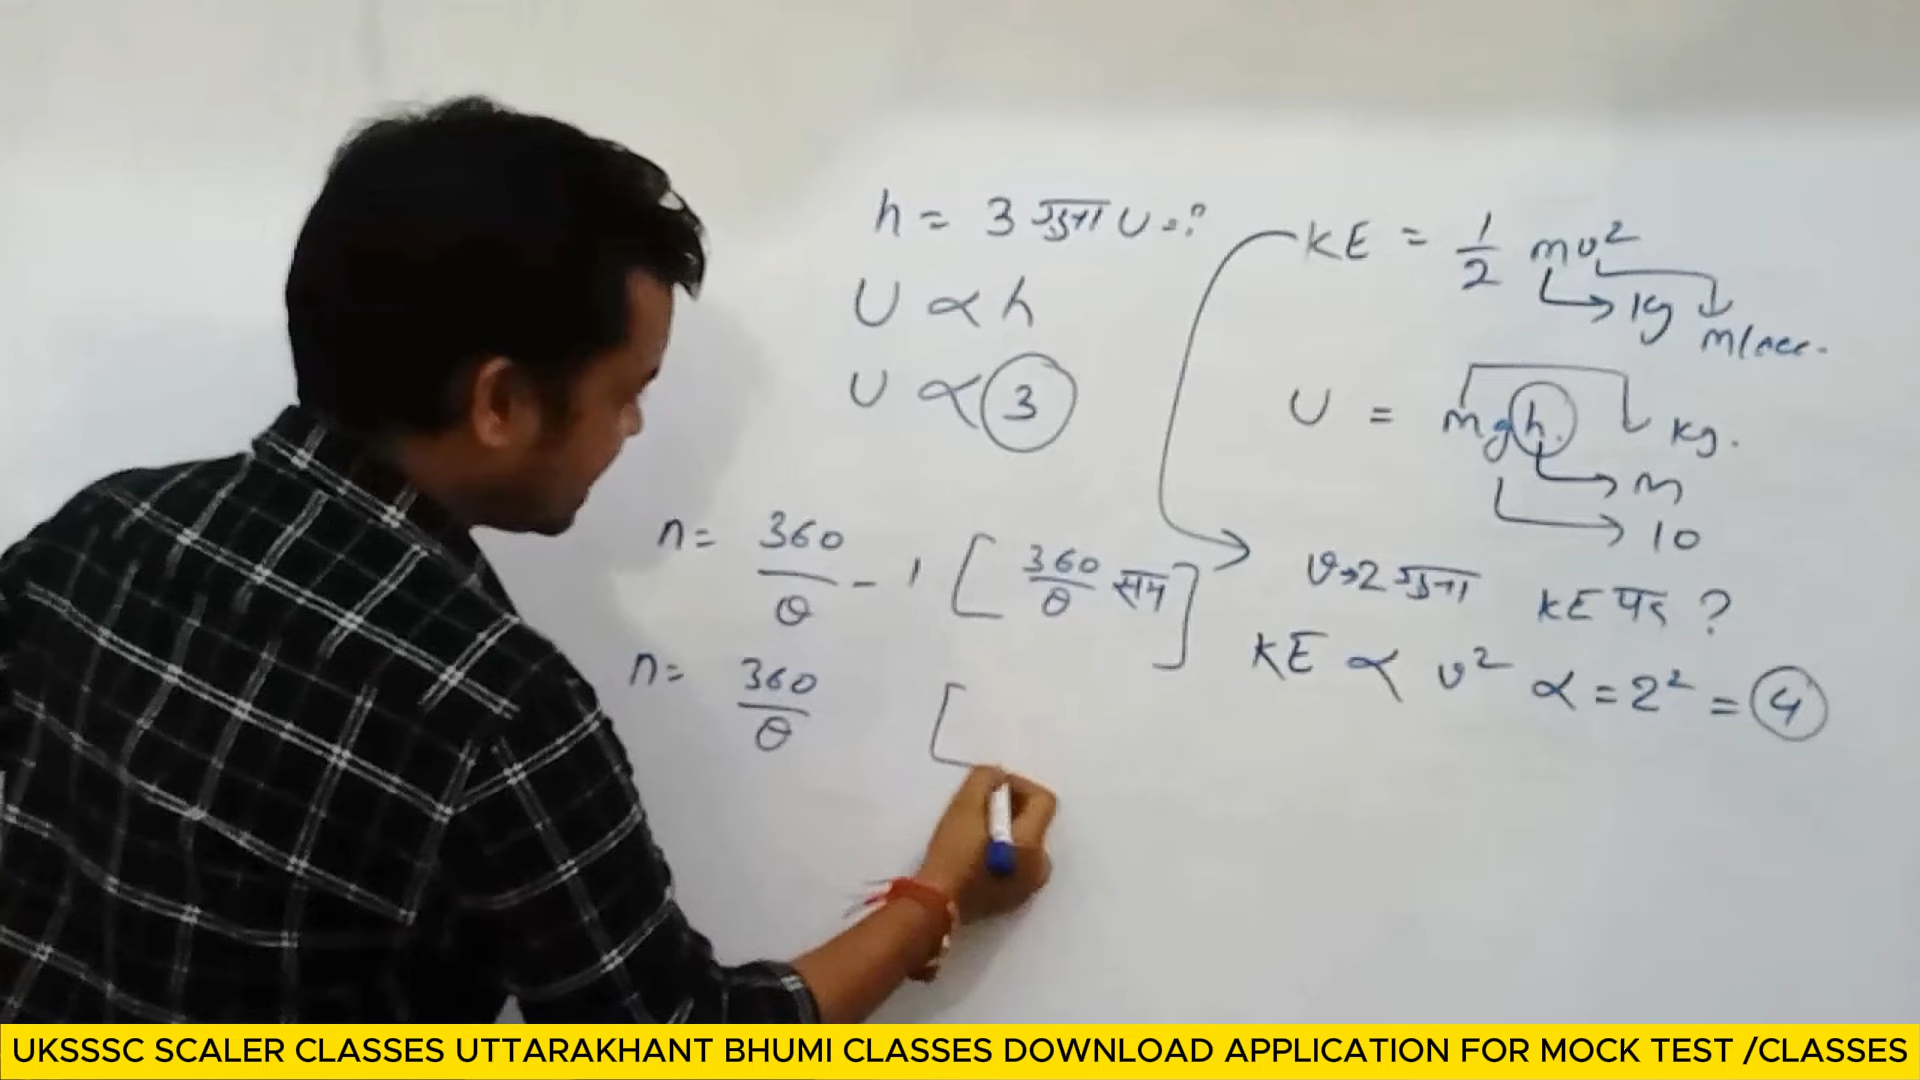 h = 3 गुना U = ?
U ∝ h
U ∝ 3
n = 360/θ - 1 [ 360/θ सम ]
n = 360/θ [
KE = 1/2 mv²
kg
m/sec.
U = mgh
kg.
m
10
v→2 गुना KE पर ?
KE ∝ v² ∝ = 2² = 4
UKSSSC SCALER CLASSES UTTARAKHANT BHUMI CLASSES DOWNLOAD APPLICATION FOR MOCK TEST /CLASSES